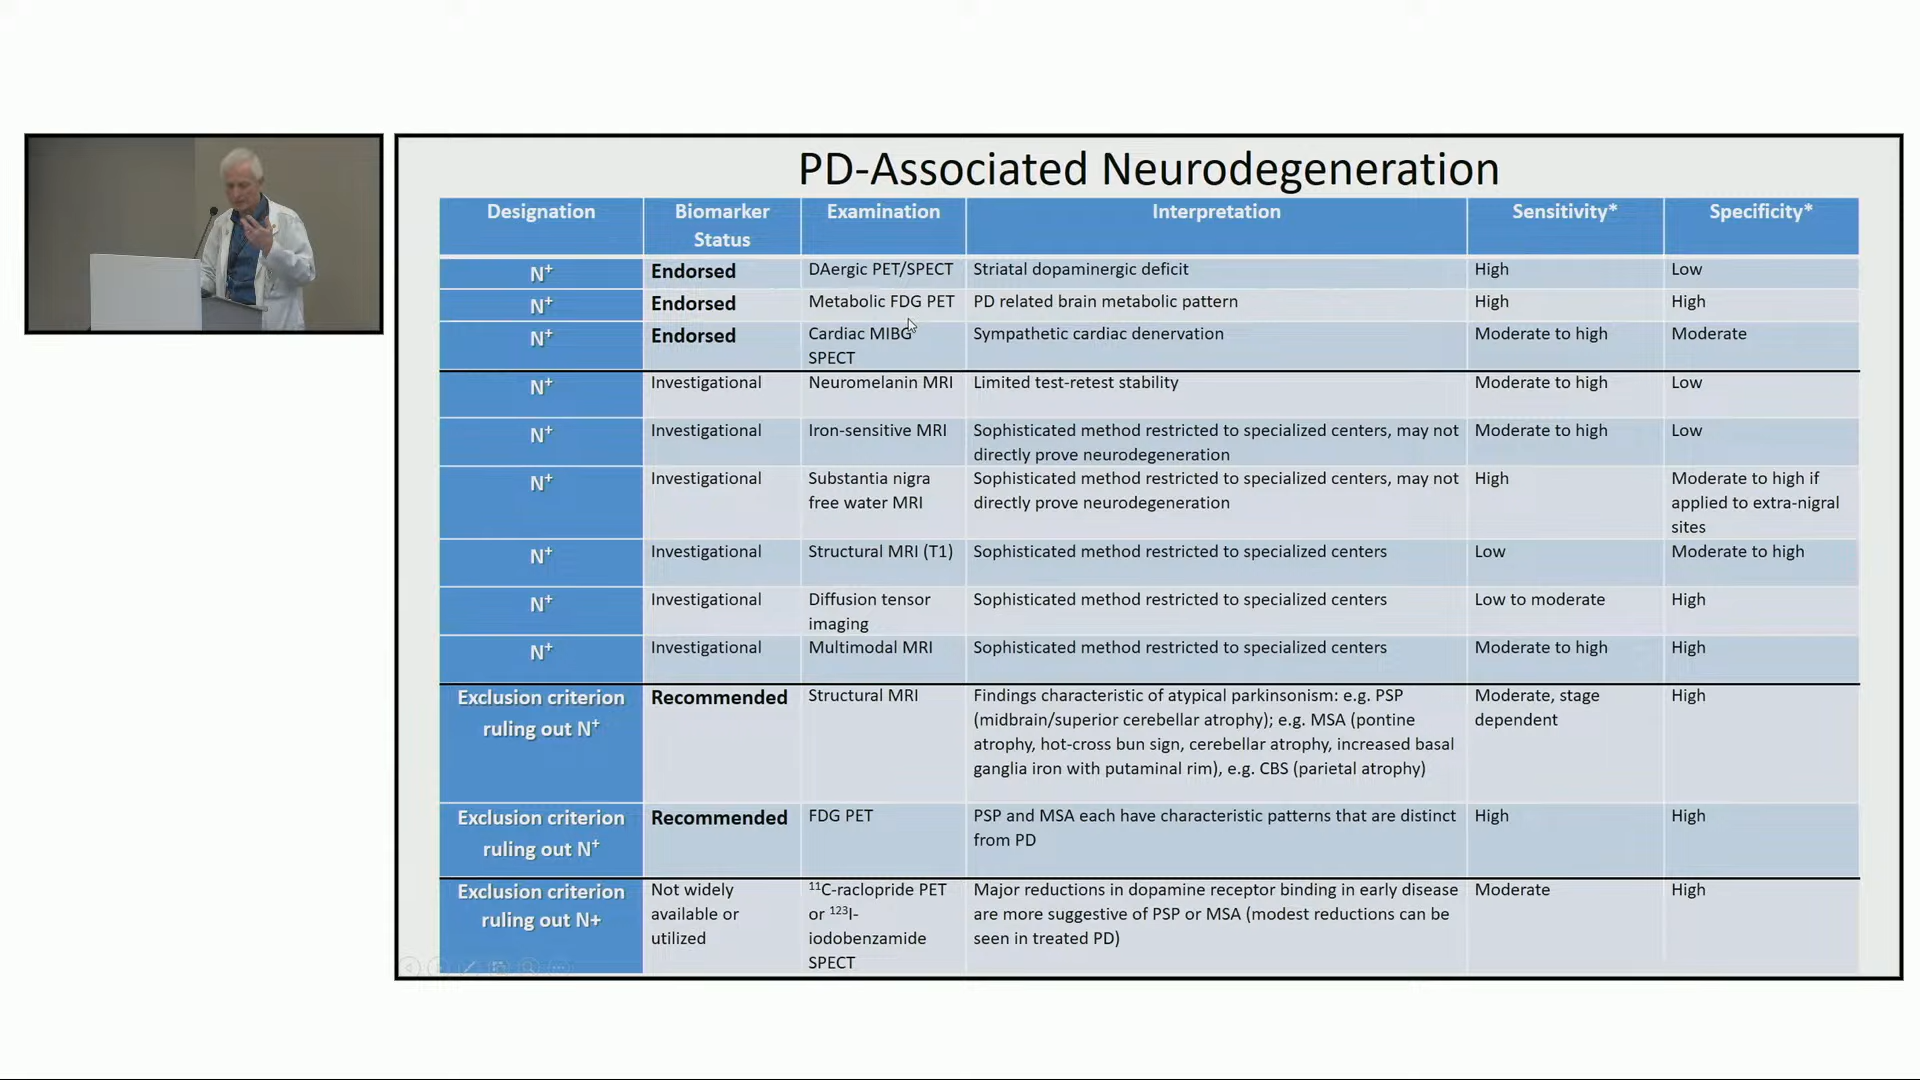 PD-Associated Neurodegeneration
Designation
Biomarker
Status
Examination
Interpretation
Sensitivity*
Specificity*
N⁺
Endorsed
DAergic PET/SPECT
Striatal dopaminergic deficit
High
Low
N⁺
Endorsed
Metabolic FDG PET
PD related brain metabolic pattern
High
High
N⁺
Endorsed
Cardiac MIBG
SPECT
Sympathetic cardiac denervation
Moderate to high
Moderate
N⁺
Investigational
Neuromelanin MRI
Limited test-retest stability
Moderate to high
Low
N⁺
Investigational
Iron-sensitive MRI
Sophisticated method restricted to specialized centers, may not
directly prove neurodegeneration
Moderate to high
Low
N⁺
Investigational
Substantia nigra
free water MRI
Sophisticated method restricted to specialized centers, may not
directly prove neurodegeneration
High
Moderate to high if
applied to extra-nigral
sites
N⁺
Investigational
Structural MRI (T1)
Sophisticated method restricted to specialized centers
Low
Moderate to high
N⁺
Investigational
Diffusion tensor
imaging
Sophisticated method restricted to specialized centers
Low to moderate
High
N⁺
Investigational
Multimodal MRI
Sophisticated method restricted to specialized centers
Moderate to high
High
Exclusion criterion
ruling out N⁺
Recommended
Structural MRI
Findings characteristic of atypical parkinsonism: e.g. PSP
(midbrain/superior cerebellar atrophy); e.g. MSA (pontine
atrophy, hot-cross bun sign, cerebellar atrophy, increased basal
ganglia iron with putaminal rim), e.g. CBS (parietal atrophy)
Moderate, stage
dependent
High
Exclusion criterion
ruling out N⁺
Recommended
FDG PET
PSP and MSA each have characteristic patterns that are distinct
from PD
High
High
Exclusion criterion
ruling out N+
Not widely
available or
utilized
¹¹C-raclopride PET
or ¹²³I-
iodobenzamide
SPECT
Major reductions in dopamine receptor binding in early disease
are more suggestive of PSP or MSA (modest reductions can be
seen in treated PD)
Moderate
High